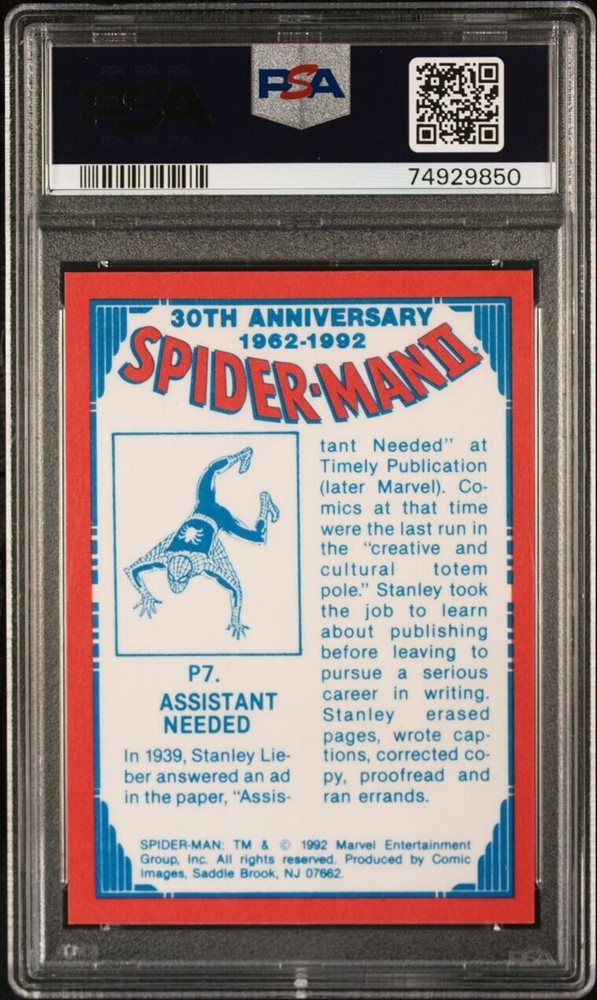 PSA
PSA
74929850
30TH ANNIVERSARY
1962-1992
SPIDER-MAN II
P7.
ASSISTANT
NEEDED
In 1939, Stanley Lie-
ber answered an ad
in the paper, "Assis-
tant Needed" at
Timely Publication
(later Marvel). Co-
mics at that time
were the last run in
the "creative and
cultural totem
pole." Stanley took
the job to learn
about publishing
before leaving to
pursue a serious
career in writing.
Stanley erased
pages, wrote cap-
tions, corrected co-
py, proofread and
ran errands.
SPIDER-MAN: TM & © 1992 Marvel Entertainment
Group, Inc. All rights reserved. Produced by Comic
Images, Saddle Brook, NJ 07662.
PSA